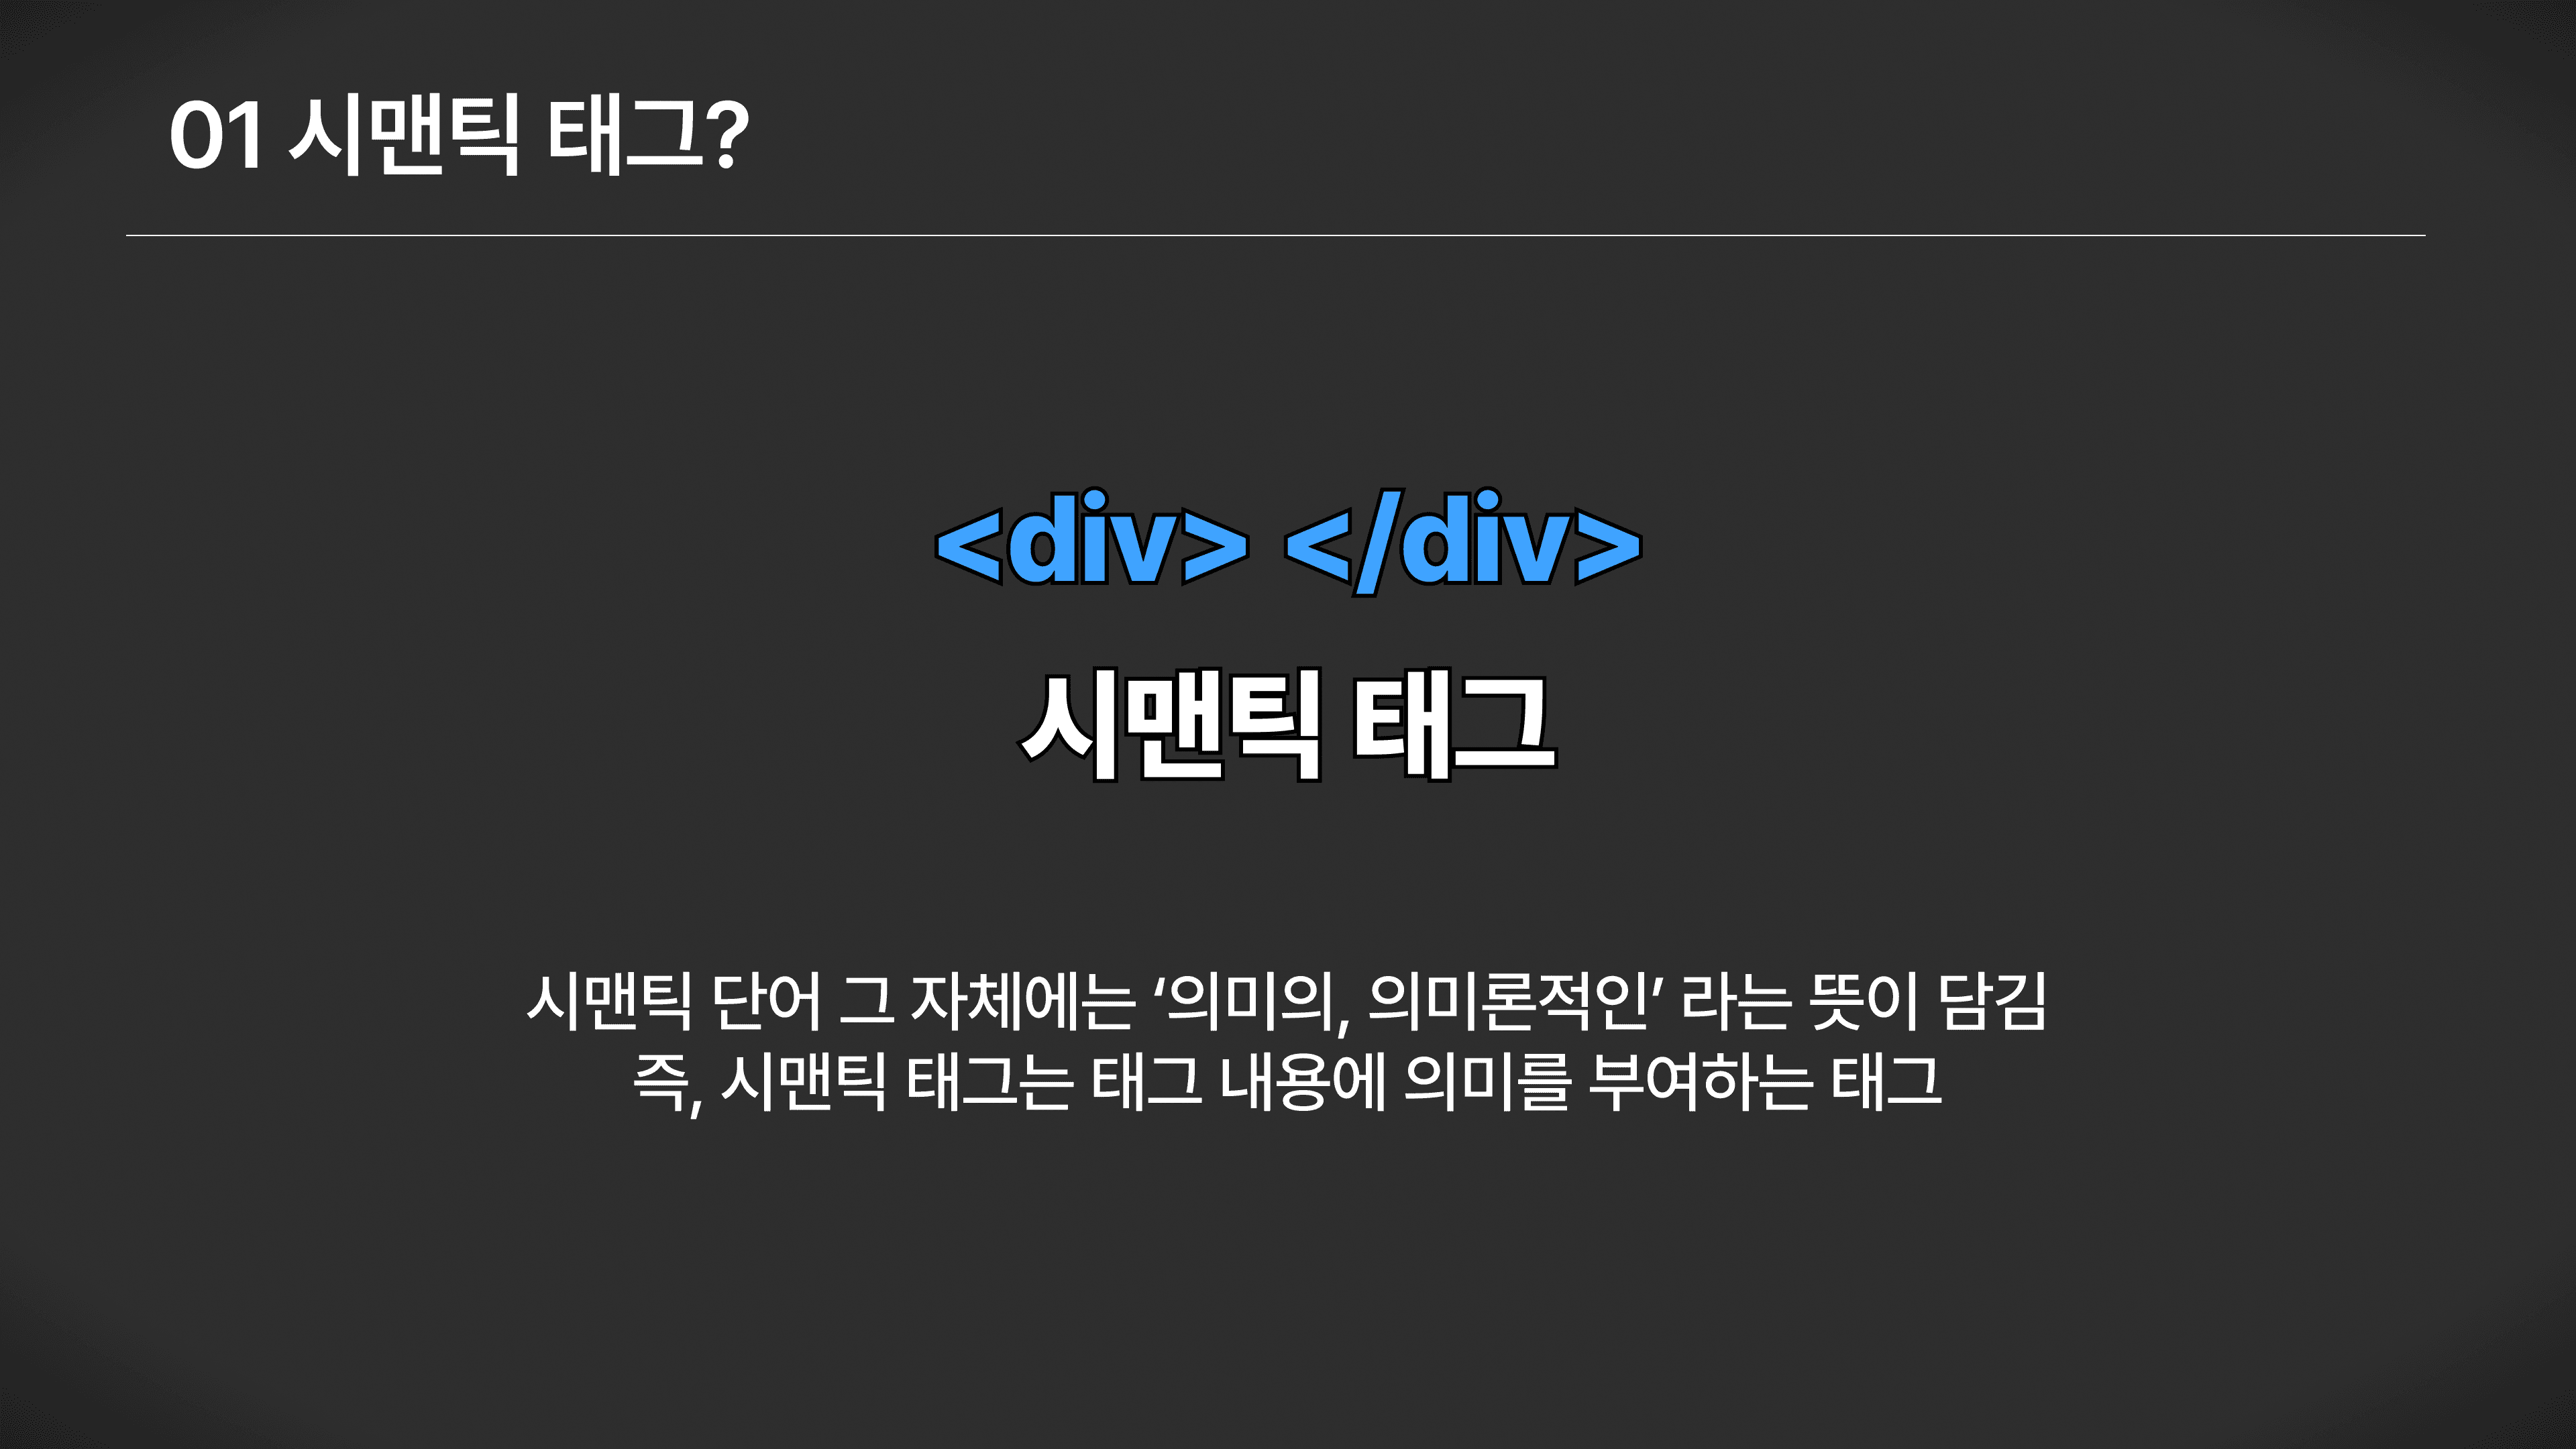 01 시맨틱 태그?
<div> </div>
시맨틱 태그
시맨틱 단어 그 자체에는 ‘의미의, 의미론적인’ 라는 뜻이 담김
즉, 시맨틱 태그는 태그 내용에 의미를 부여하는 태그